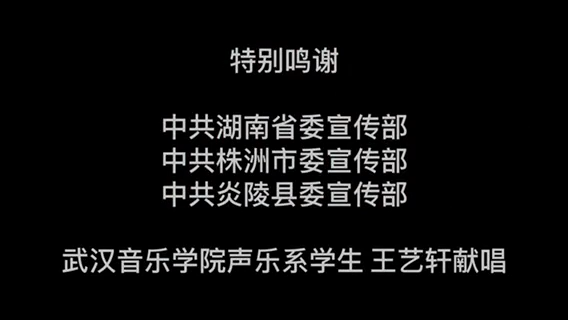 特别鸣谢
中共湖南省委宣传部
中共株洲市委宣传部
中共炎陵县委宣传部
武汉音乐学院声乐系学生 王艺轩献唱